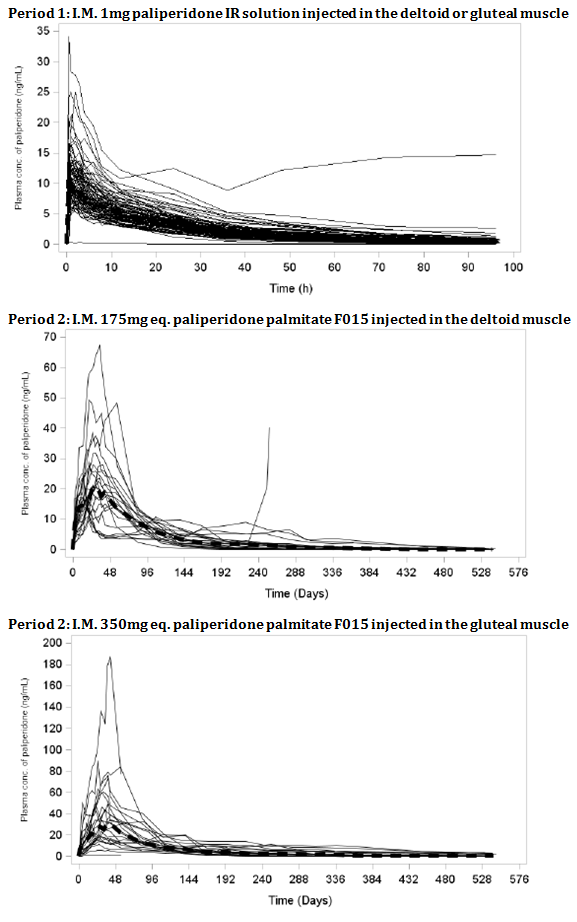 Period 1: I.M. 1mg paliperidone IR solution injected in the deltoid or gluteal muscle
35
30
25
20
15
10
5
0
Plasma conc. of paliperidone (ng/mL)
0 10 20 30 40 50 60 70 80 90 100
Time (h)
Period 2: I.M. 175mg eq. paliperidone palmitate F015 injected in the deltoid muscle
70
60
50
40
30
20
10
0
Plasma conc. of paliperidone (ng/mL)
0 48 96 144 192 240 288 336 384 432 480 528 576
Time (Days)
Period 2: I.M. 350mg eq. paliperidone palmitate F015 injected in the gluteal muscle
200
180
160
140
120
100
80
60
40
20
0
Plasma conc. of paliperidone (ng/mL)
0 48 96 144 192 240 288 336 384 432 480 528 576
Time (Days)